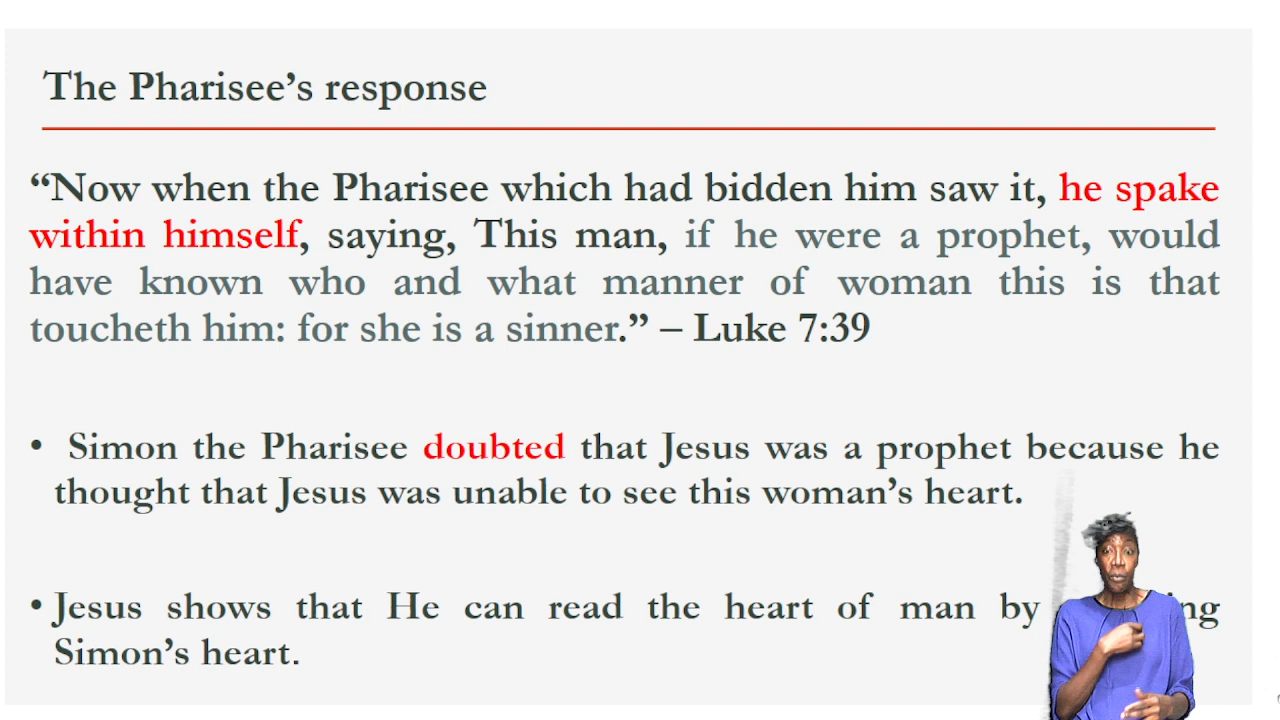 The Pharisee's response
“Now when the Pharisee which had bidden him saw it, he spake
within himself, saying, This man, if he were a prophet, would
have known who and what manner of woman this is that
toucheth him: for she is a sinner.” – Luke 7:39
• Simon the Pharisee doubted that Jesus was a prophet because he
thought that Jesus was unable to see this woman’s heart.
• Jesus shows that He can read the heart of man by
Simon’s heart.